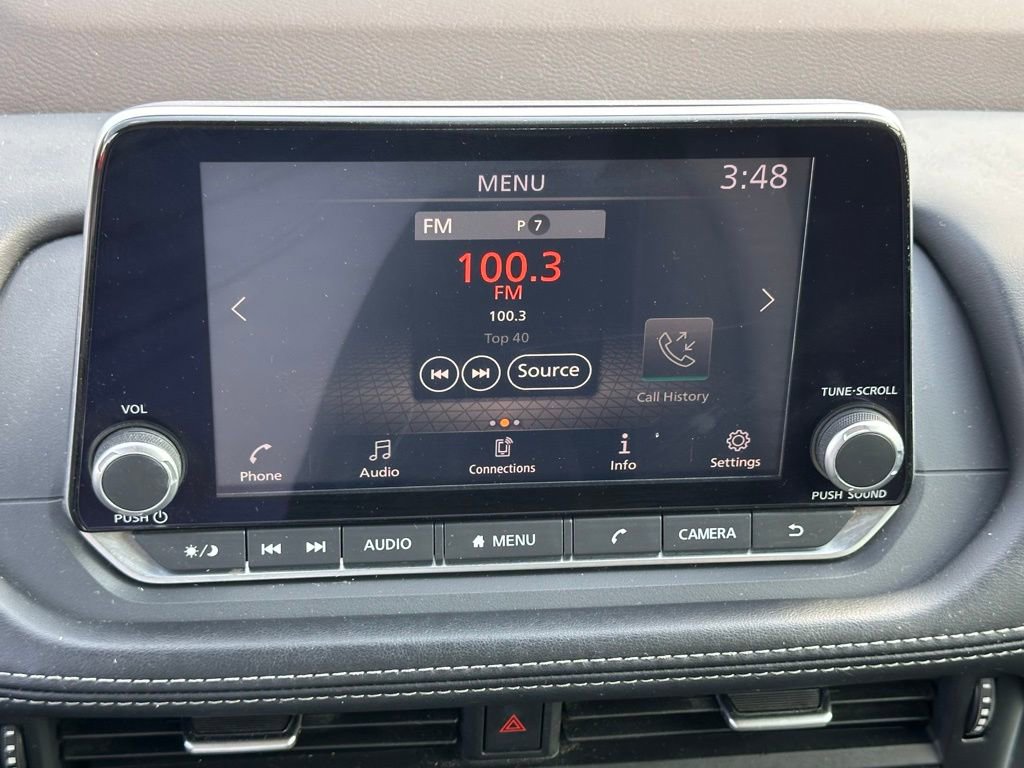 MENU
3:48
FM P 7
100.3
FM
100.3
Top 40
Source
Call History
Phone
Audio
Connections
Info
Settings
VOL
PUSH
TUNE·SCROLL
PUSH SOUND
AUDIO
MENU
CAMERA